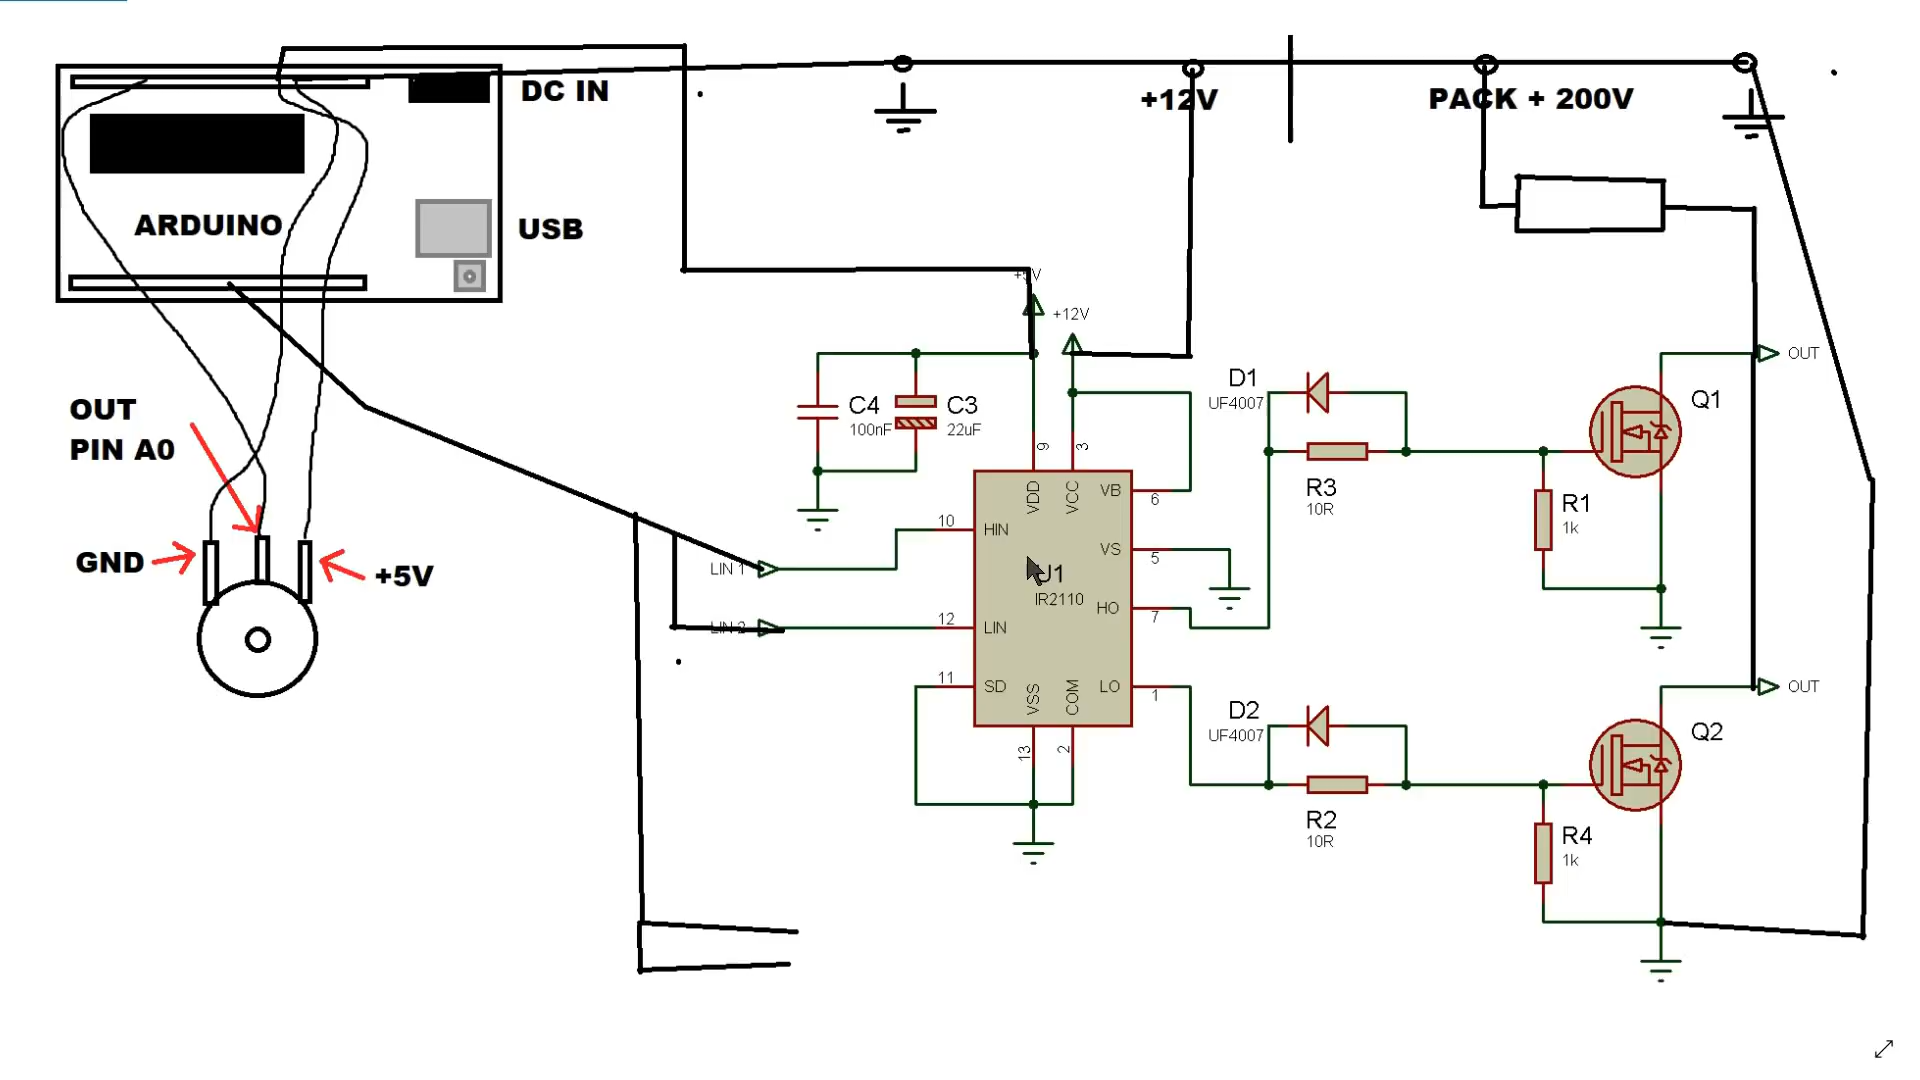 DC IN
+12V
PACK + 200V
ARDUINO
USB
+5V
+12V
OUT
D1
UF4007
Q1
OUT
PIN A0
C4
100nF
C3
22uF
9
3
R3
10R
R1
1k
VDD
VCC
VB
6
10
HIN
VS
5
GND
+5V
LIN 1
U1
IR2110
HO
7
12
LIN
LIN 2
11
SD
VSS
COM
LO
1
OUT
D2
UF4007
Q2
13
2
R2
10R
R4
1k